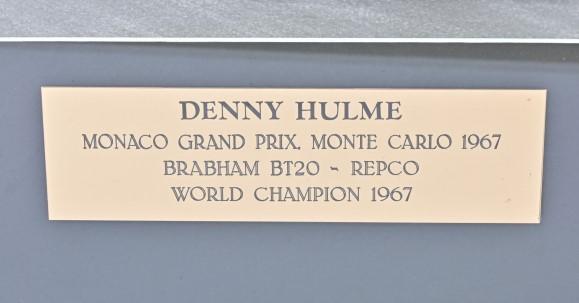 DENNY HULME
MONACO GRAND PRIX. MONTE CARLO 1967
BRABHAM BT20 ~ REPCO
WORLD CHAMPION 1967